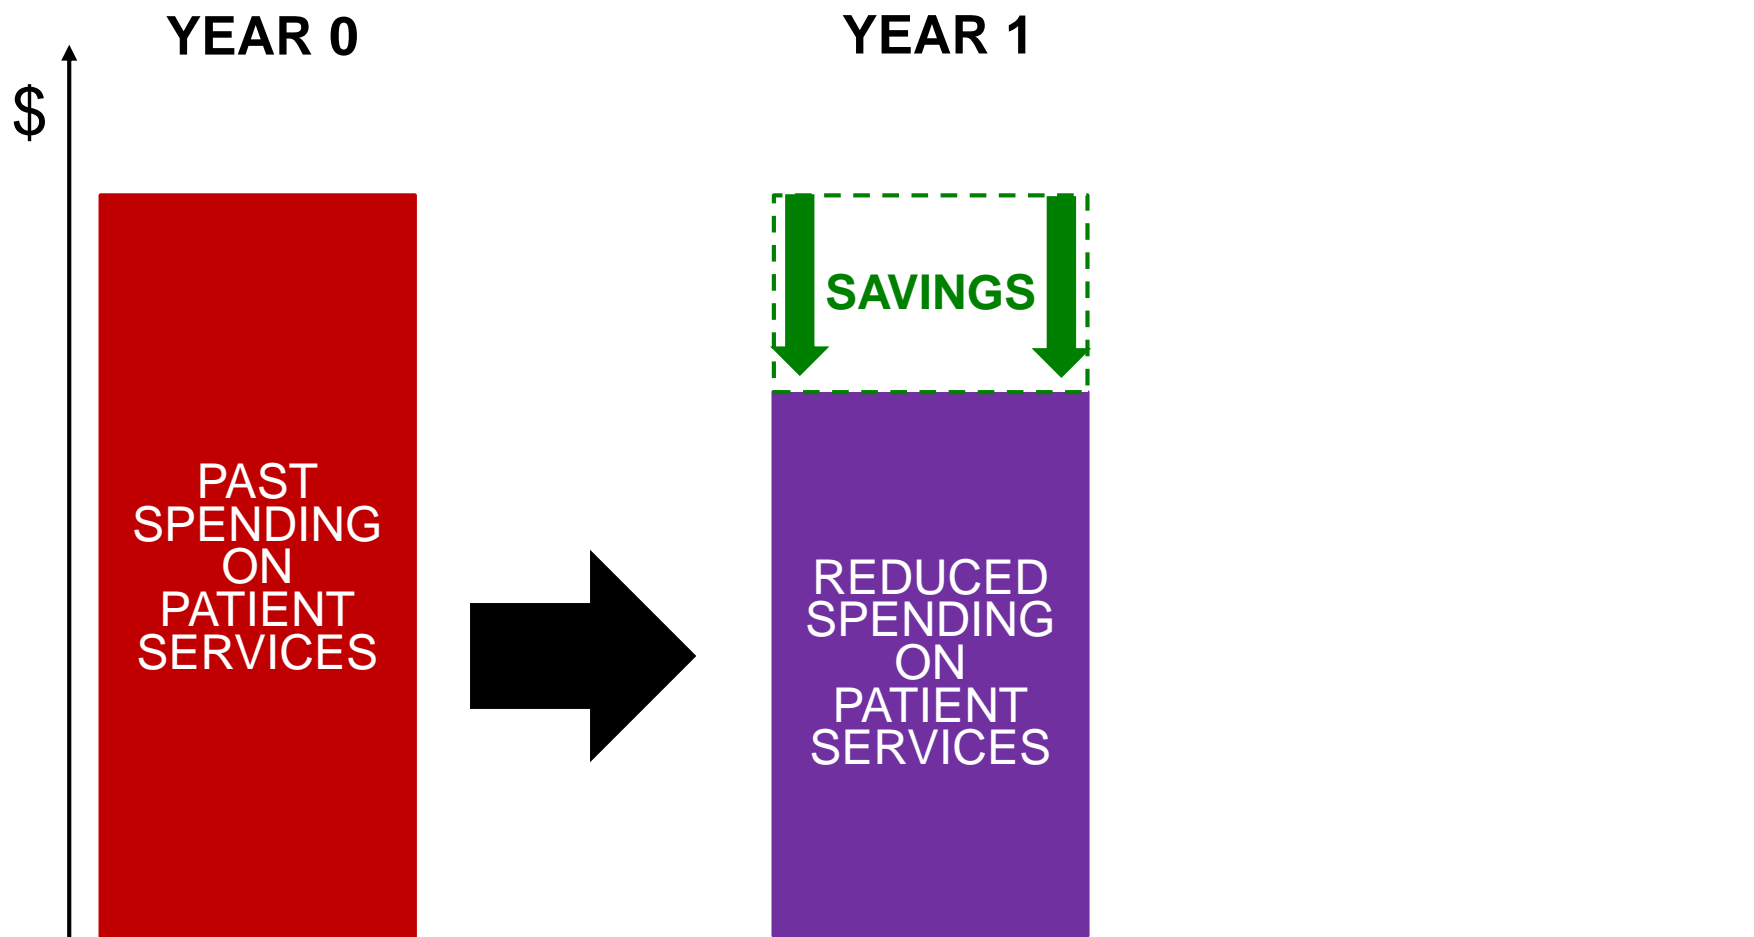 YEAR 0
YEAR 1
$
SAVINGS
PAST
SPENDING
ON
PATIENT
SERVICES
REDUCED
SPENDING
ON
PATIENT
SERVICES